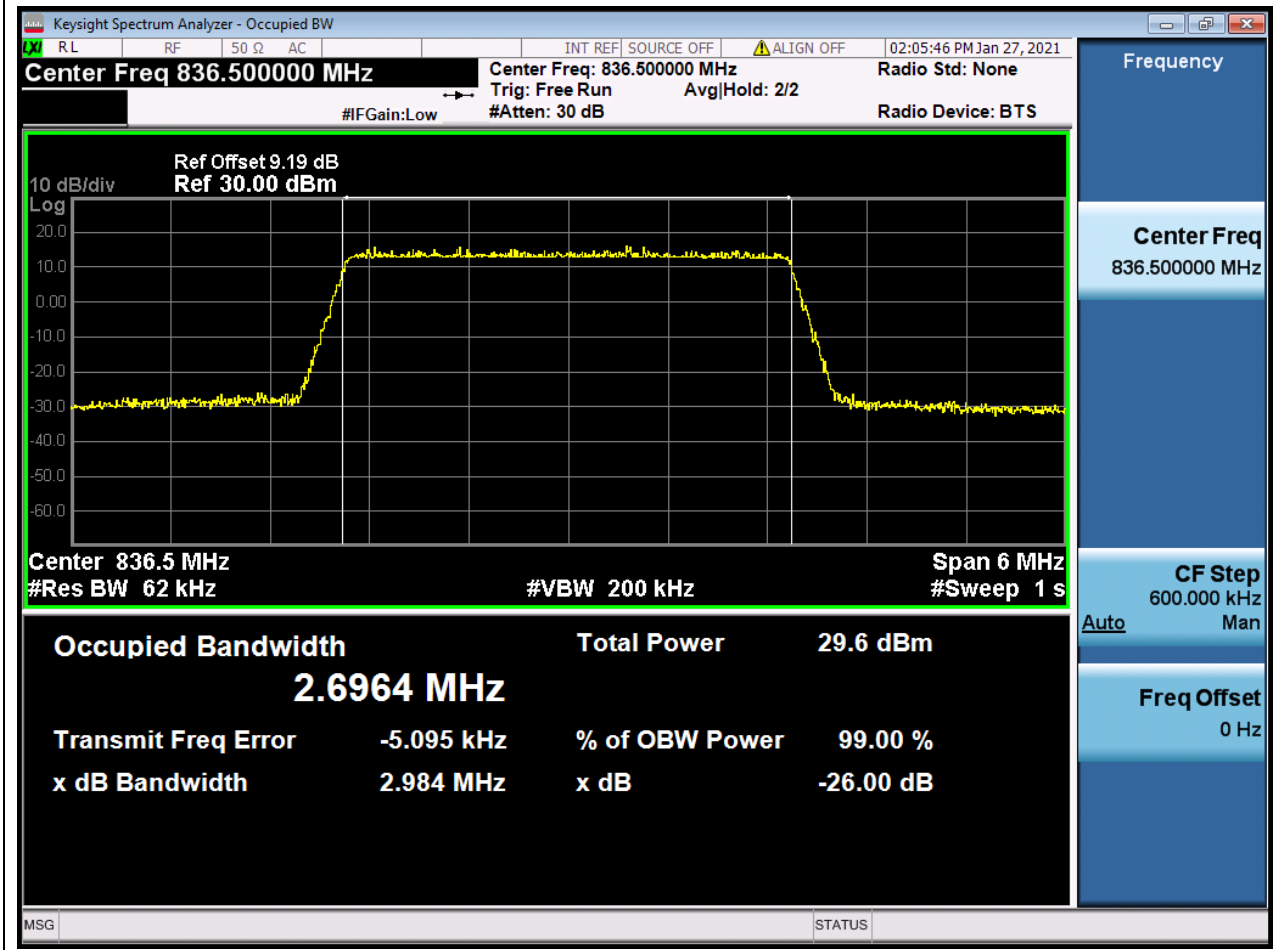 Keysight Spectrum Analyzer - Occupied BW
LXI RL RF 50 Ω AC INT REF SOURCE OFF ALIGN OFF 02:05:46 PM Jan 27, 2021
Center Freq 836.500000 MHz Center Freq: 836.500000 MHz Radio Std: None
Trig: Free Run Avg|Hold: 2/2
#IFGain:Low #Atten: 30 dB Radio Device: BTS
Ref Offset 9.19 dB
10 dB/div Ref 30.00 dBm
Log
20.0
10.0
0.00
-10.0
-20.0
-30.0
-40.0
-50.0
-60.0
Center 836.5 MHz Span 6 MHz
#Res BW 62 kHz #VBW 200 kHz #Sweep 1 s
Occupied Bandwidth Total Power 29.6 dBm
2.6964 MHz
Transmit Freq Error -5.095 kHz % of OBW Power 99.00 %
x dB Bandwidth 2.984 MHz x dB -26.00 dB
MSG STATUS
Frequency
Center Freq
836.500000 MHz
CF Step
600.000 kHz
Auto Man
Freq Offset
0 Hz